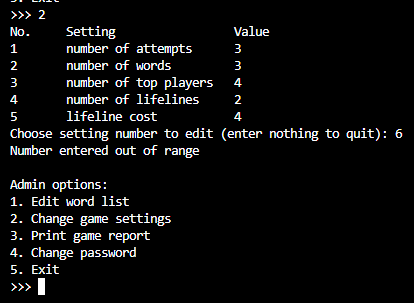 >>> 2
No. Setting Value
1 number of attempts 3
2 number of words 3
3 number of top players 4
4 number of lifelines 2
5 lifeline cost 4
Choose setting number to edit (enter nothing to quit): 6
Number entered out of range
Admin options:
1. Edit word list
2. Change game settings
3. Print game report
4. Change password
5. Exit
>>>